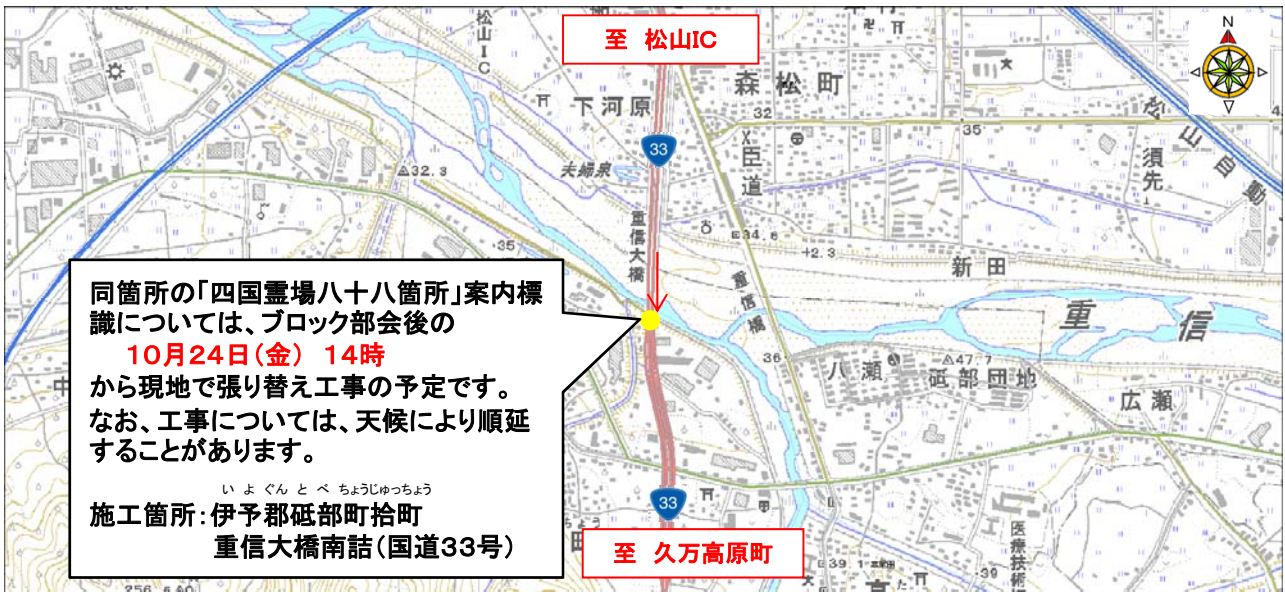 至 松山IC
N
松山IC
森松町
下河原
32
35
33
夫婦泉
臣道
須先
松山自動
32.3
重信大橋
34.8
2.3
35
新田
重信橋
重信
36
八瀬
47.7
砥部団地
広瀬
同箇所の「四国霊場八十八箇所」案内標
識については、ブロック部会後の
10月24日(金) 14時
から現地で張り替え工事の予定です。
なお、工事については、天候により順延
することがあります。
いよぐんとべちょうじゅっちょう
施工箇所:伊予郡砥部町拾町
重信大橋南詰(国道33号)
中
33
至 久万高原町
39
39
医療技術